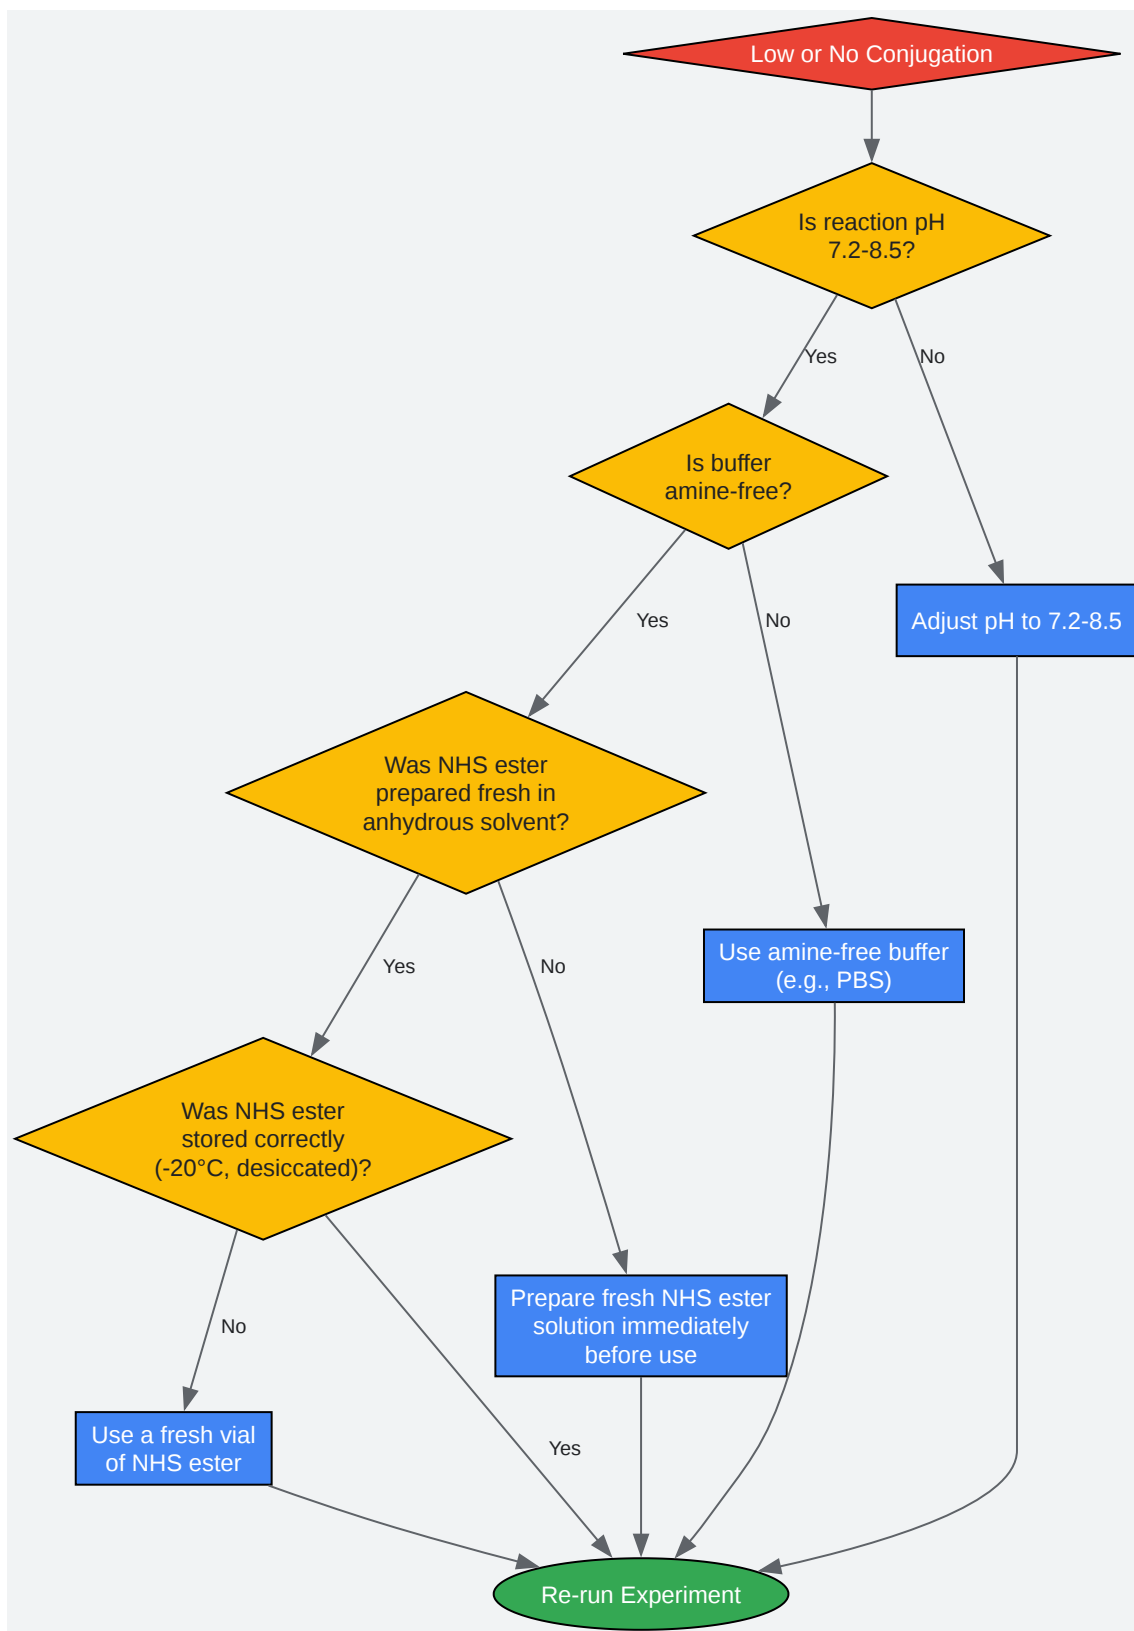 Low or No Conjugation
Is reaction pH
7.2-8.5?
Yes
No
Is buffer
amine-free?
Adjust pH to 7.2-8.5
Yes
No
Was NHS ester
prepared fresh in
anhydrous solvent?
Use amine-free buffer
(e.g., PBS)
Yes
No
Was NHS ester
stored correctly
(-20°C, desiccated)?
Prepare fresh NHS ester
solution immediately
before use
No
Use a fresh vial
of NHS ester
Yes
Re-run Experiment